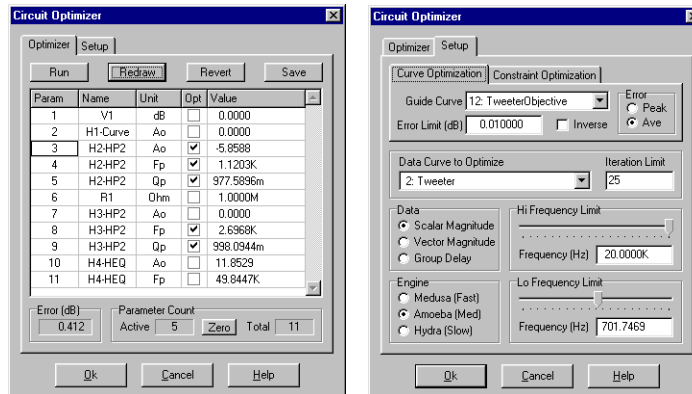 Circuit Optimizer
Optimizer Setup
Run Redraw Revert Save
Param Name Unit Opt Value
1 V1 dB 0.0000
2 H1-Curve Ao 0.0000
3 H2-HP2 Ao -5.8588
4 H2-HP2 Fp 1.1203K
5 H2-HP2 Qp 977.5896m
6 R1 Ohm 1.0000M
7 H3-HP2 Ao 0.0000
8 H3-HP2 Fp 2.6968K
9 H3-HP2 Qp 998.0944m
10 H4-HEQ Ao 11.8529
11 H4-HEQ Fp 49.8447K
Error (dB) Parameter Count
0.412 Active 5 Zero Total 11
Ok Cancel Help
Circuit Optimizer
Optimizer Setup
Curve Optimization Constraint Optimization
Guide Curve 12: TweeterObjective
Error Limit (dB) 0.010000 Inverse
Error
Peak
Ave
Data Curve to Optimize Iteration Limit
2: Tweeter 25
Data
Scalar Magnitude
Vector Magnitude
Group Delay
Hi Frequency Limit
Frequency (Hz) 20.0000K
Engine
Medusa (Fast)
Amoeba (Med)
Hydra (Slow)
Lo Frequency Limit
Frequency (Hz) 701.7469
Ok Cancel Help